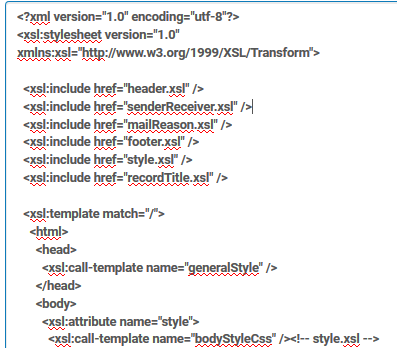 <?xml version="1.0" encoding="utf-8"?>
<xsl:stylesheet version="1.0"
xmlns:xsl="http://www.w3.org/1999/XSL/Transform">
<xsl:include href="header.xsl" />
<xsl:include href="senderReceiver.xsl" />
<xsl:include href="mailReason.xsl" />
<xsl:include href="footer.xsl" />
<xsl:include href="style.xsl" />
<xsl:include href="recordTitle.xsl" />
<xsl:template match="/">
<html>
<head>
<xsl:call-template name="generalStyle" />
</head>
<body>
<xsl:attribute name="style">
<xsl:call-template name="bodyStyleCss" /><!-- style.xsl -->